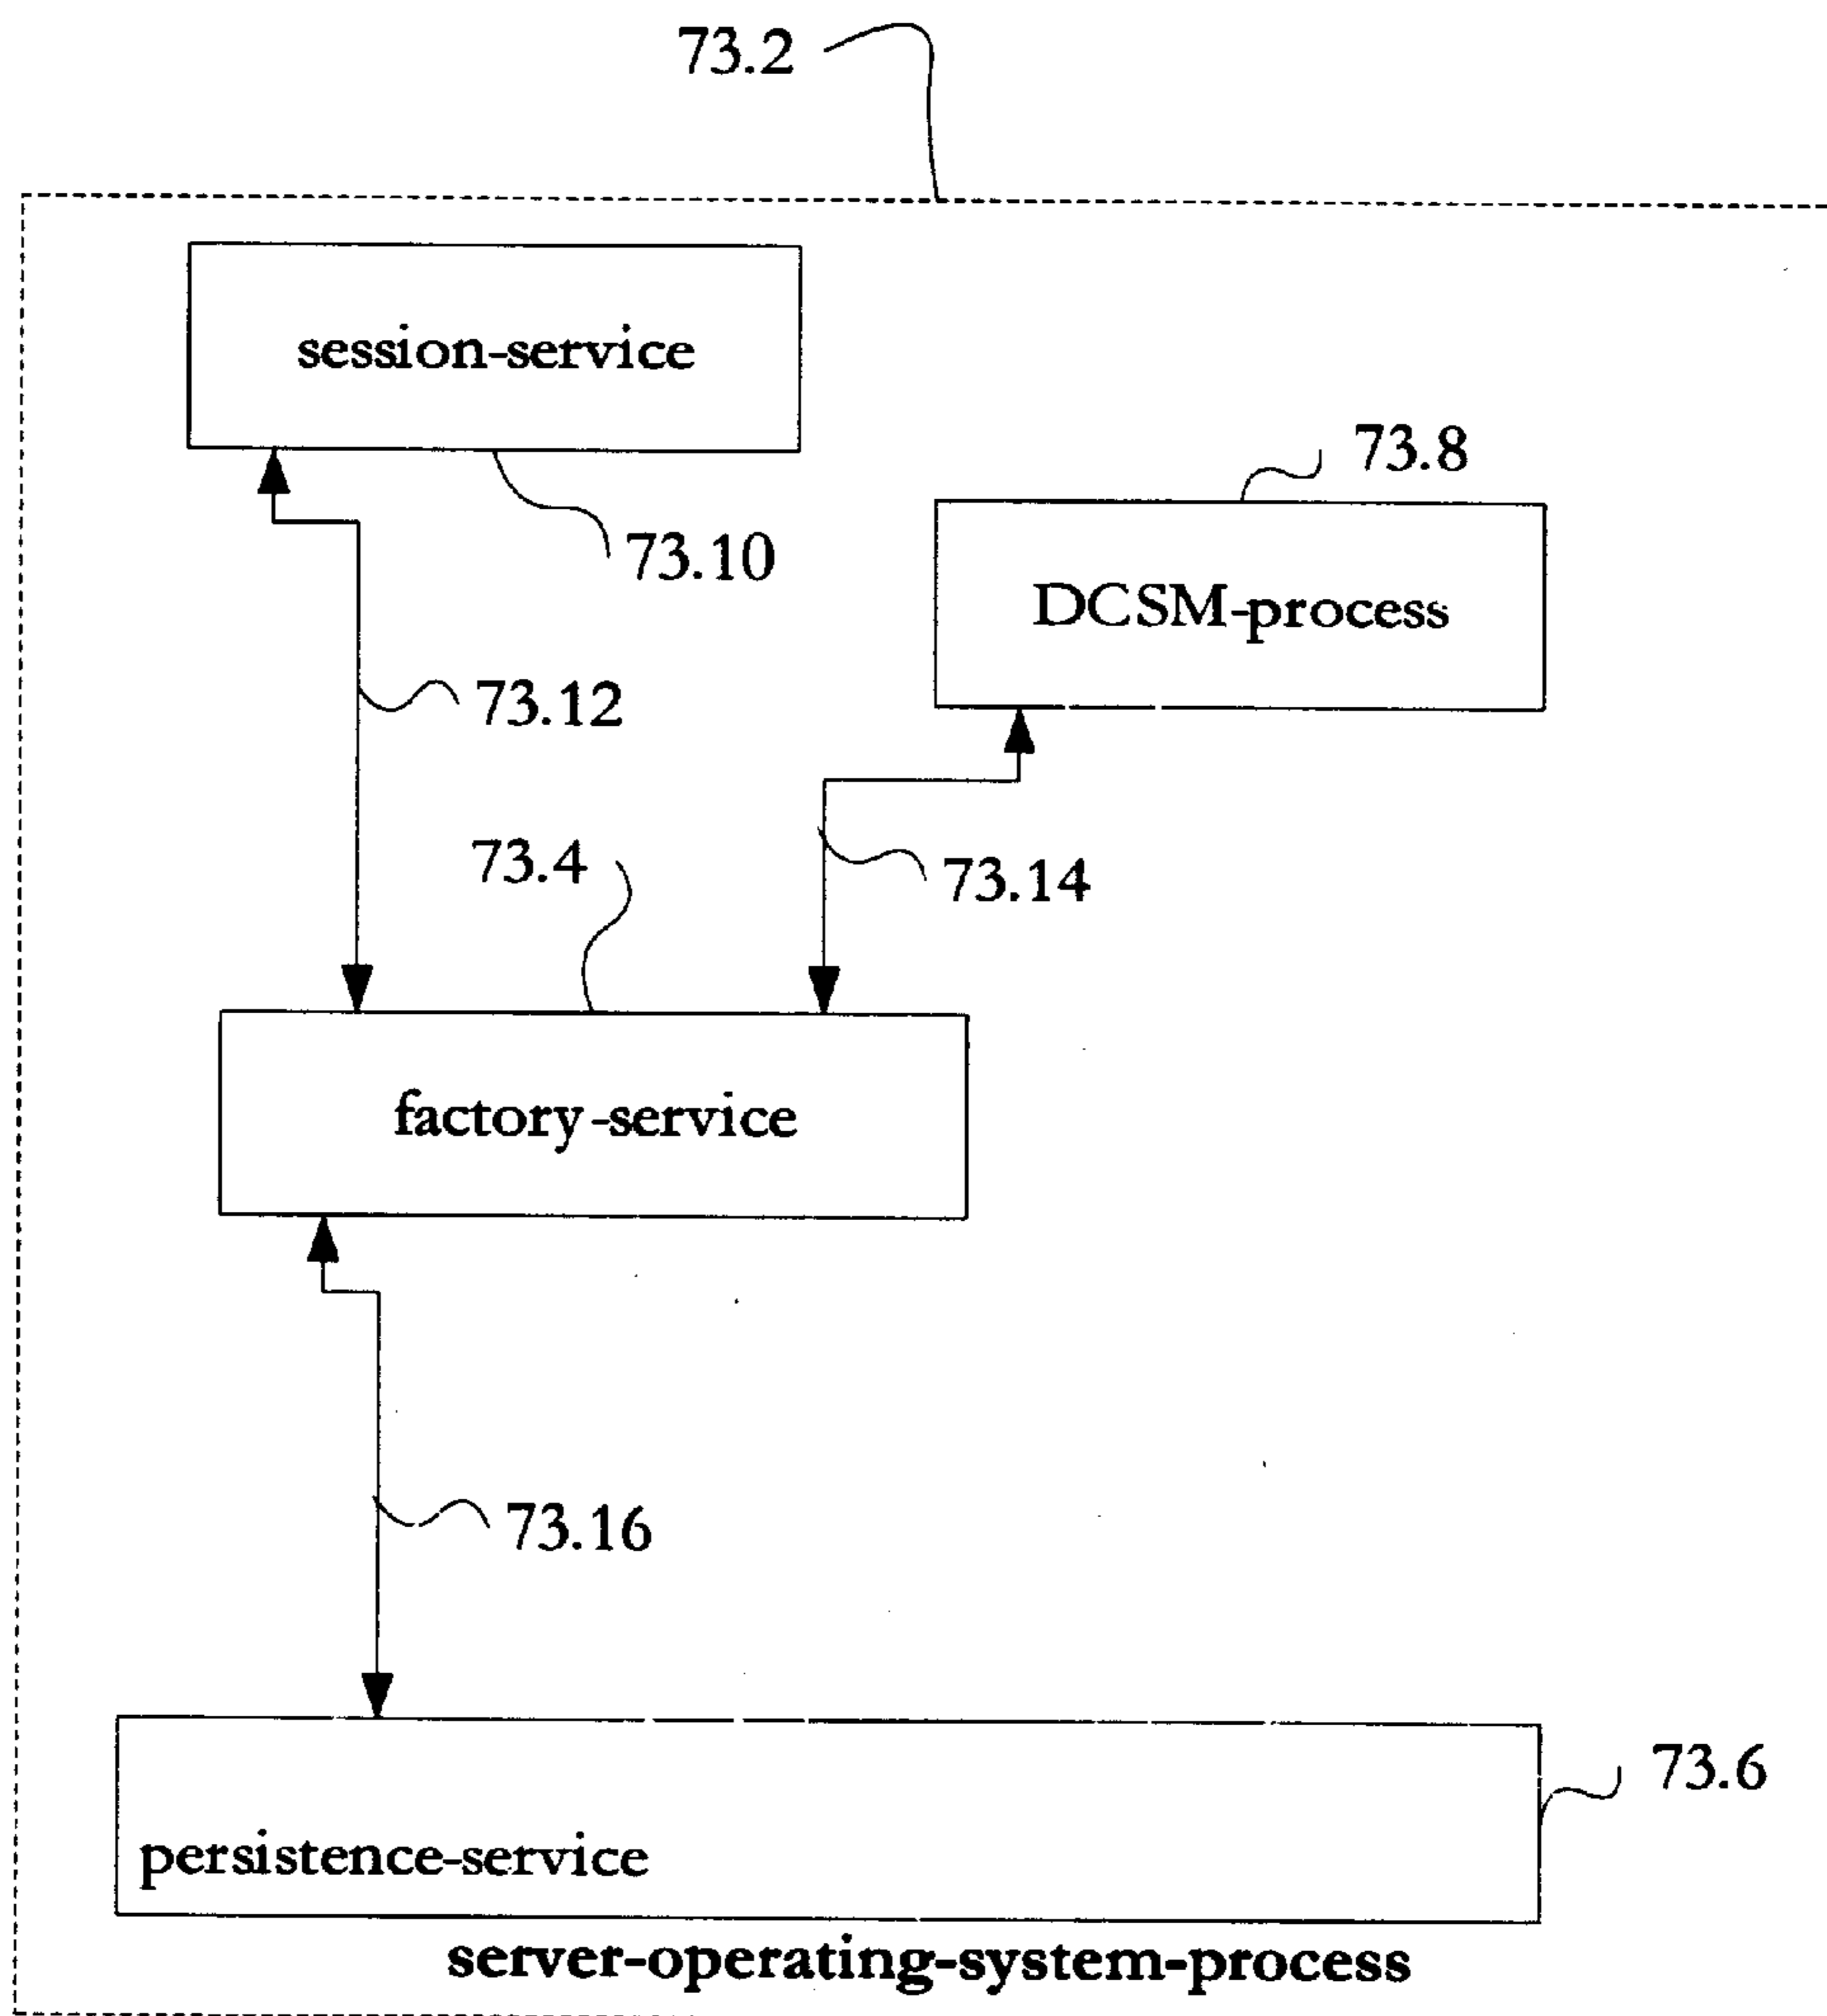 73.2
session-service
73.8
73.10
DCSM-process
73.12
73.4
73.14
factory-service
73.16
73.6
persistence-service
server-operating-system-process